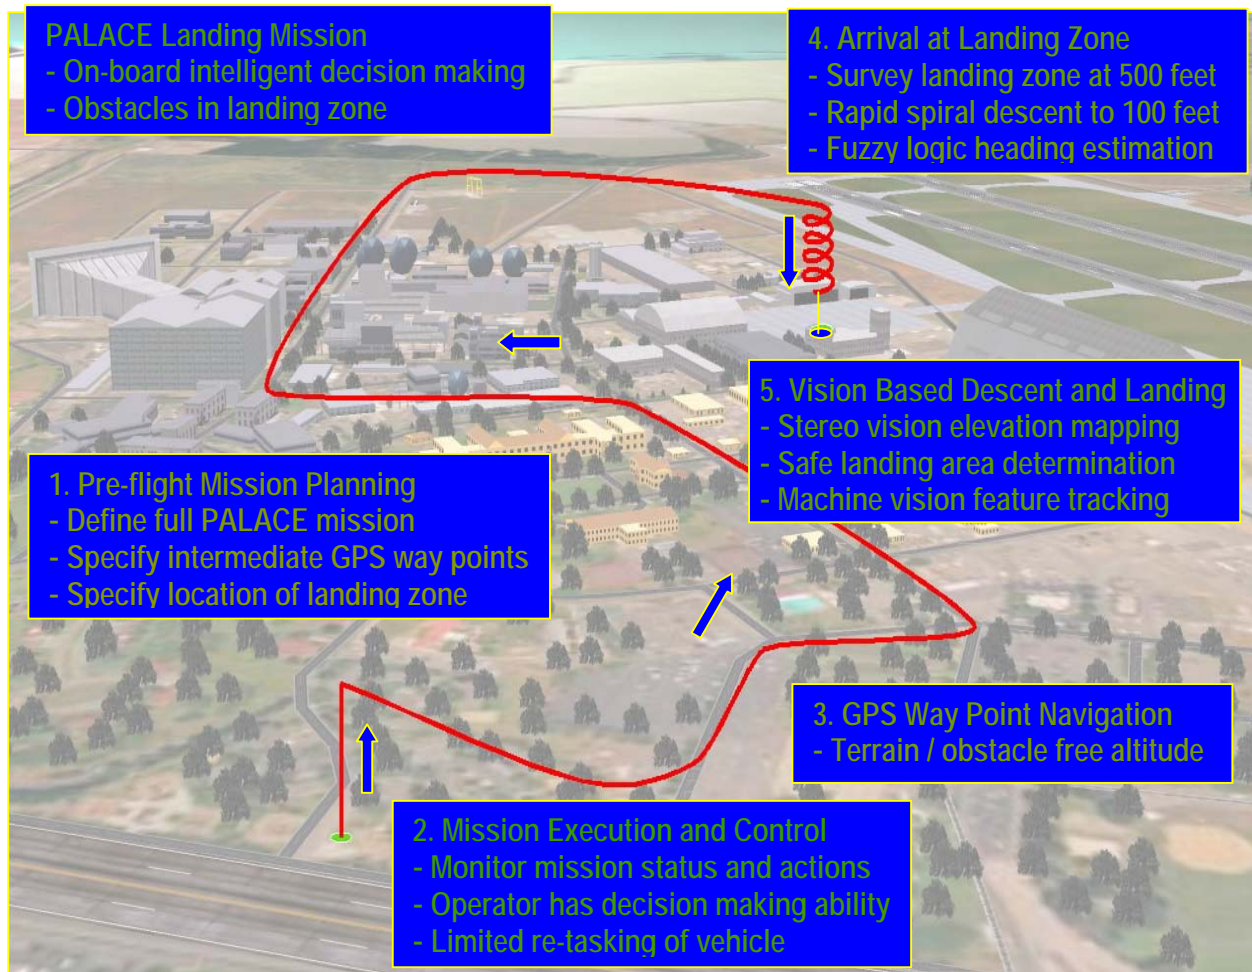 PALACE Landing Mission
- On-board intelligent decision making
- Obstacles in landing zone
4. Arrival at Landing Zone
- Survey landing zone at 500 feet
- Rapid spiral descent to 100 feet
- Fuzzy logic heading estimation
5. Vision Based Descent and Landing
- Stereo vision elevation mapping
- Safe landing area determination
- Machine vision feature tracking
1. Pre-flight Mission Planning
- Define full PALACE mission
- Specify intermediate GPS way points
- Specify location of landing zone
3. GPS Way Point Navigation
- Terrain / obstacle free altitude
2. Mission Execution and Control
- Monitor mission status and actions
- Operator has decision making ability
- Limited re-tasking of vehicle